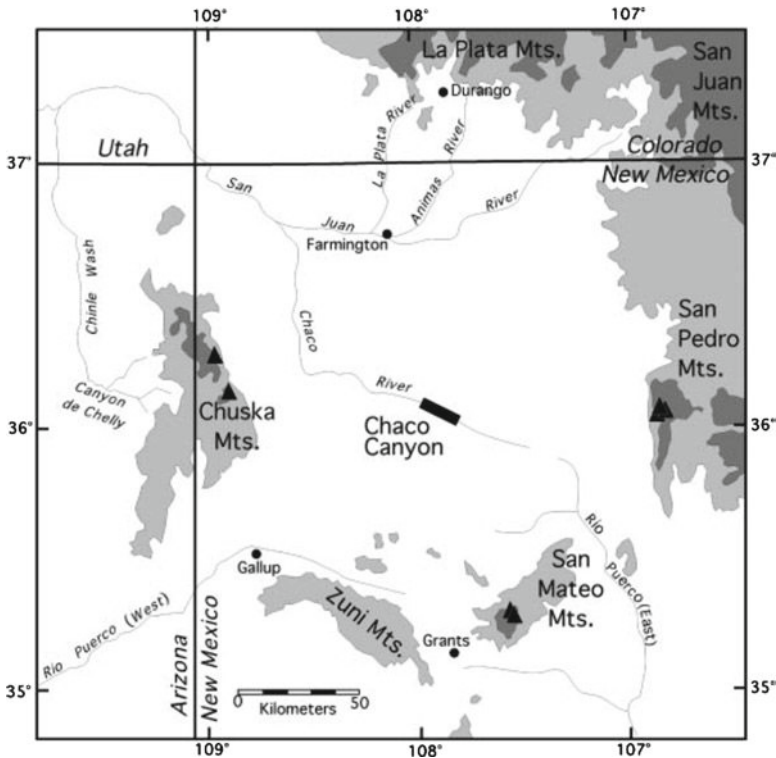 109°
108°
107°
La Plata Mts.
San
Juan
Mts.
Durango
La Plata River
Animas River
37°
Utah
Colorado
37°
New Mexico
San Juan River
Farmington
Chinle Wash
Chaco River
San
Pedro
Mts.
Canyon
de Chelly
Chuska
Mts.
Chaco
Canyon
36°
36°
Rio Puerco (East)
Gallup
San
Mateo
Mts.
Zuni Mts.
Grants
Rio Puerco (West)
35°
35°
Arizona
New Mexico
0 50
Kilometers
109°
108°
107°